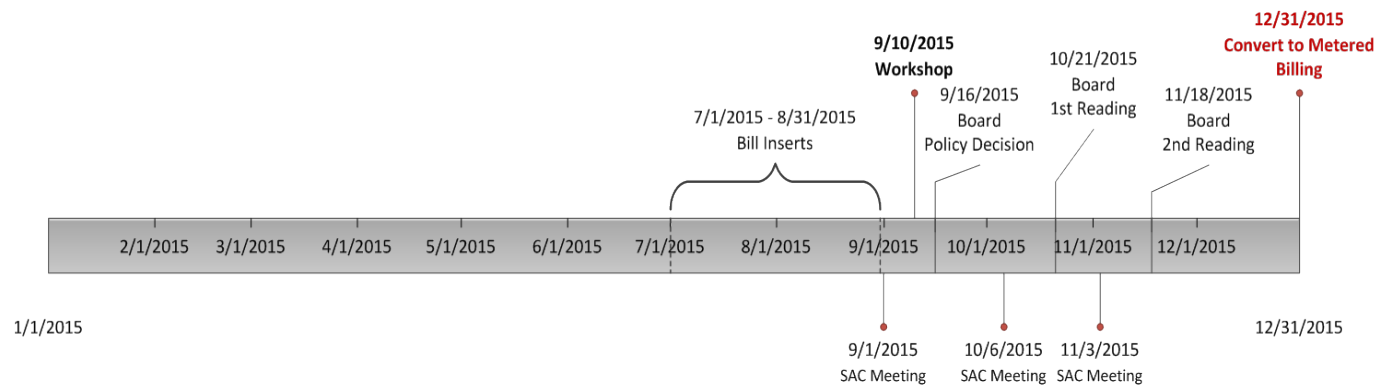 12/31/2015
Convert to Metered
Billing
9/10/2015
Workshop
10/21/2015
Board
1st Reading
9/16/2015
Board
Policy Decision
11/18/2015
Board
2nd Reading
7/1/2015 - 8/31/2015
Bill Inserts
2/1/2015 3/1/2015 4/1/2015 5/1/2015 6/1/2015 7/1/2015 8/1/2015 9/1/2015 10/1/2015 11/1/2015 12/1/2015
1/1/2015
12/31/2015
9/1/2015
SAC Meeting
10/6/2015
SAC Meeting
11/3/2015
SAC Meeting